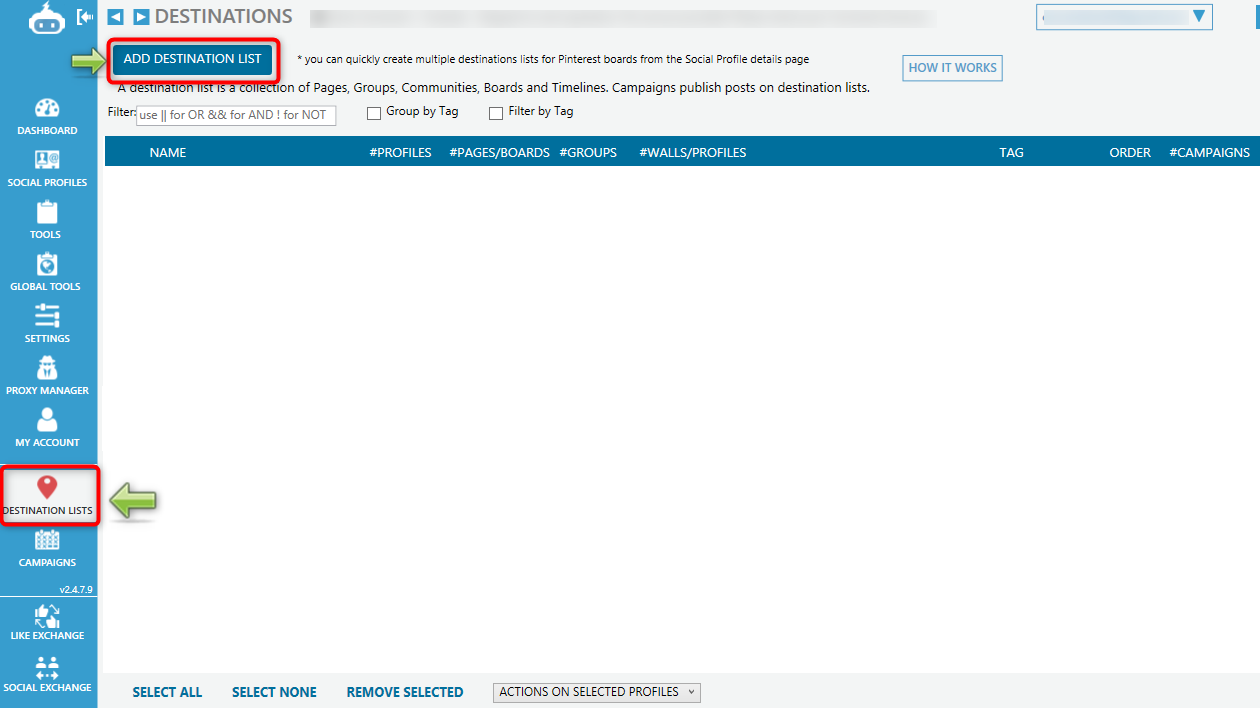 DESTINATIONS
ADD DESTINATION LIST
* you can quickly create multiple destinations lists for Pinterest boards from the Social Profile details page
HOW IT WORKS
A destination list is a collection of Pages, Groups, Communities, Boards and Timelines. Campaigns publish posts on destination lists.
Filter: use || for OR && for AND ! for NOT Group by Tag Filter by Tag
NAME #PROFILES #PAGES/BOARDS #GROUPS #WALLS/PROFILES TAG ORDER #CAMPAIGNS
DASHBOARD
SOCIAL PROFILES
TOOLS
GLOBAL TOOLS
SETTINGS
PROXY MANAGER
MY ACCOUNT
DESTINATION LISTS
CAMPAIGNS
v2.4.7.9
LIKE EXCHANGE
SOCIAL EXCHANGE
SELECT ALL SELECT NONE REMOVE SELECTED ACTIONS ON SELECTED PROFILES